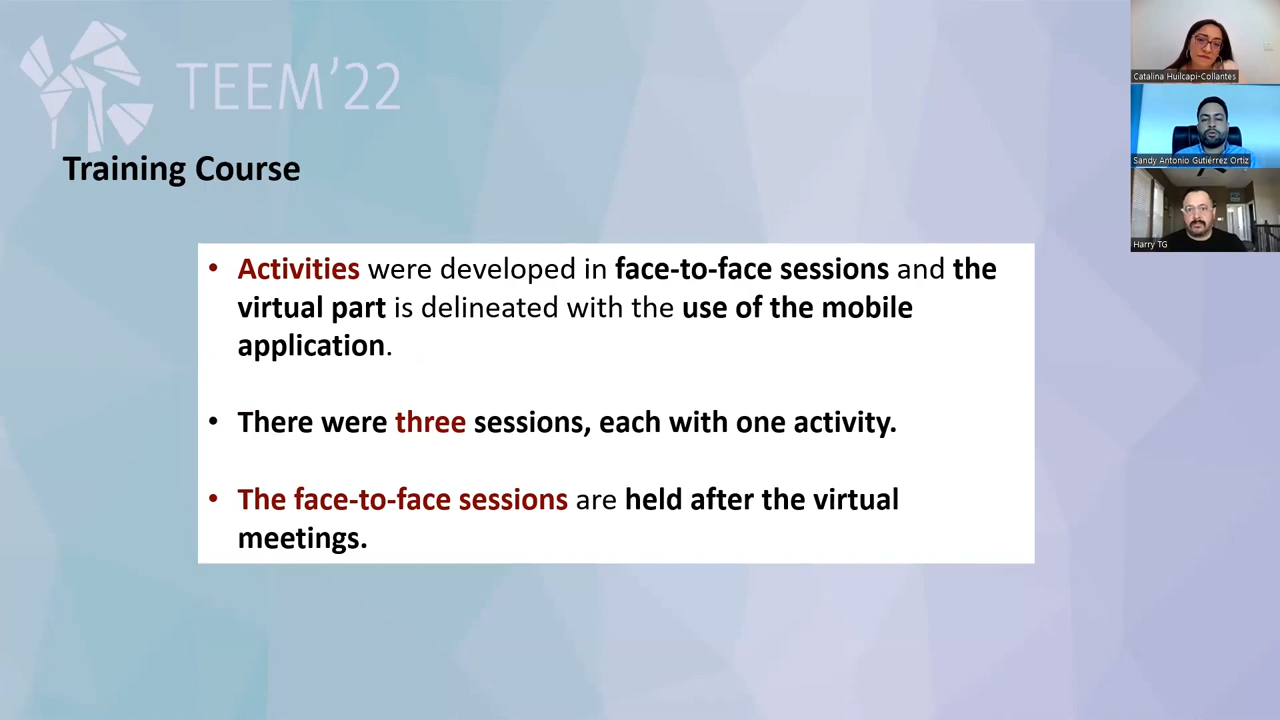 TEEM'22
Training Course
• Activities were developed in face-to-face sessions and the
virtual part is delineated with the use of the mobile
application.
• There were three sessions, each with one activity.
• The face-to-face sessions are held after the virtual
meetings.
Catalina Huilcapi-Collantes
Sandy Antonio Gutiérrez Ortiz
Harry TG